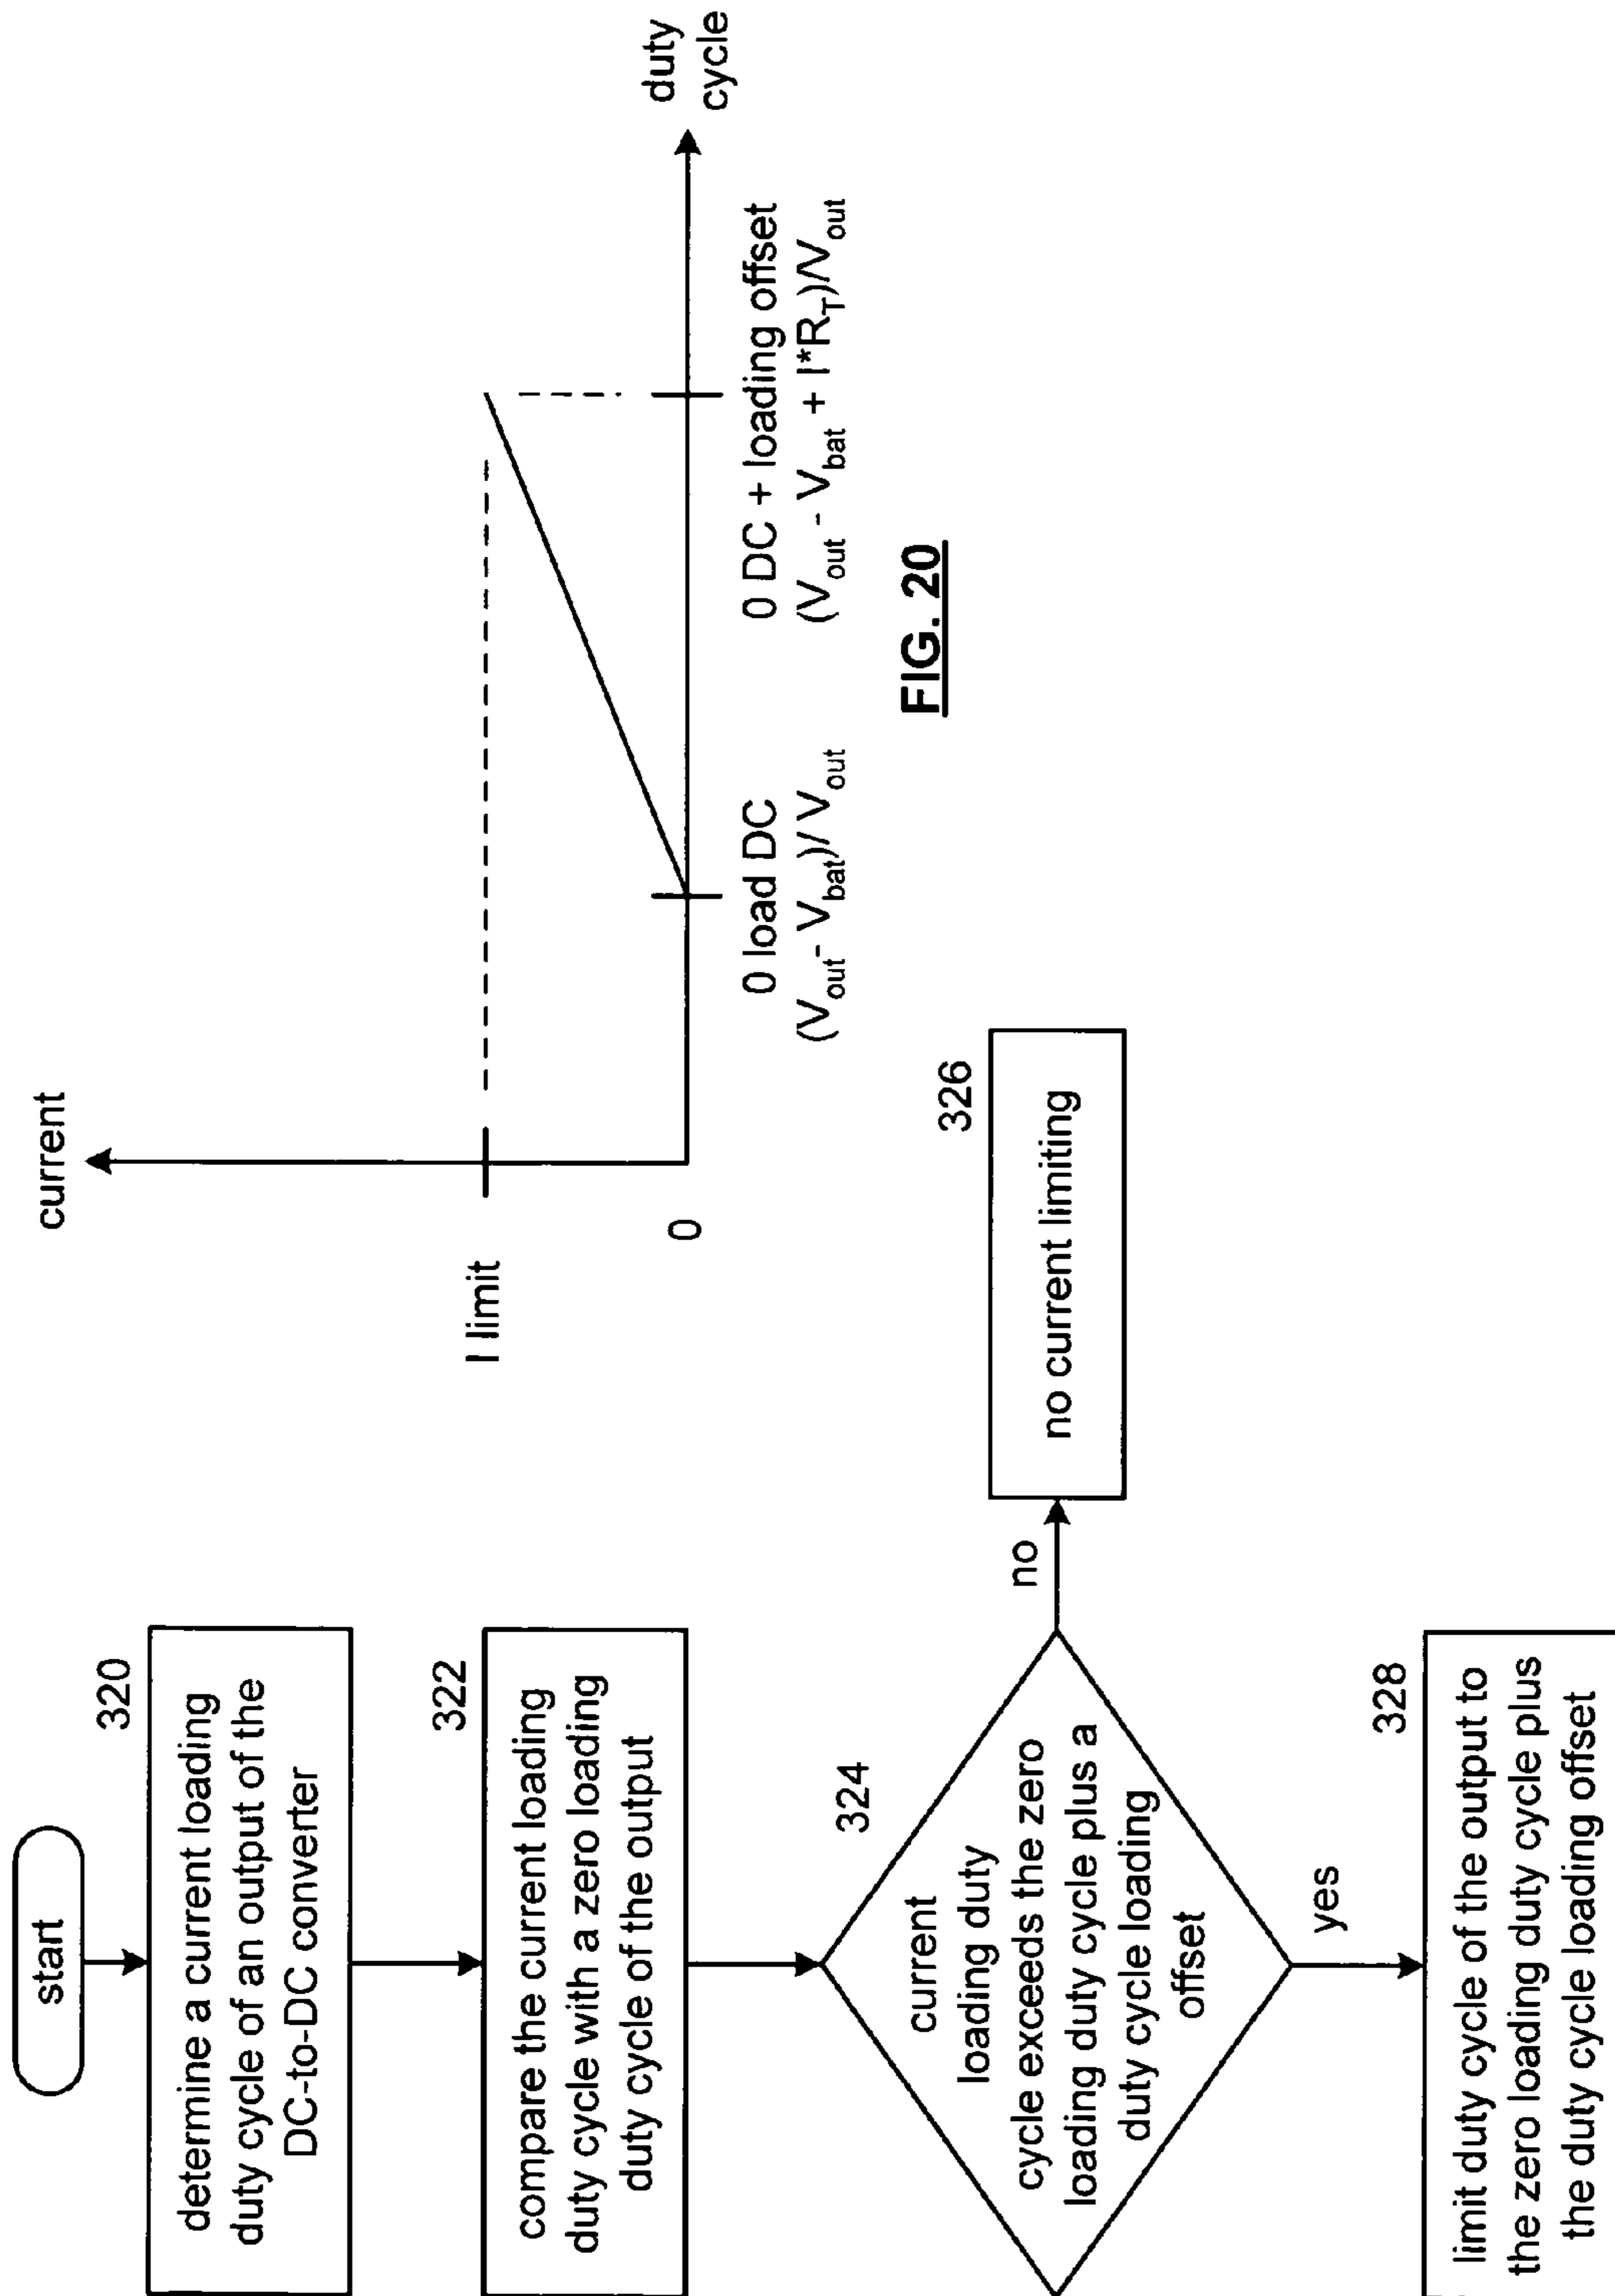 start
320
determine a current loading
duty cycle of an output of the
DC-to-DC converter
322
compare the current loading
duty cycle with a zero loading
duty cycle of the output
324
current
loading duty
cycle exceeds the zero
loading duty cycle plus a
duty cycle loading
offset
no
326
no current limiting
yes
328
limit duty cycle of the output to
the zero loading duty cycle plus
the duty cycle loading offset
current
I limit
0
duty
cycle
0 load DC
(Vout - Vbat)/ Vout
0 DC + loading offset
(Vout - Vbat + I*RT)/Vout
FIG. 20